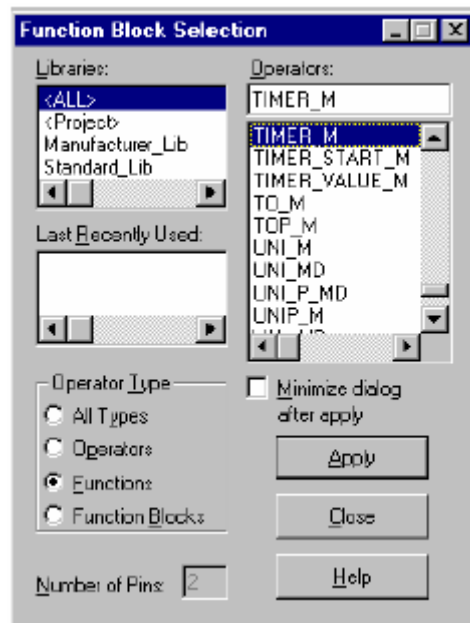 Function Block Selection
Libraries:
<ALL>
<Project>
Manufacturer_Lib
Standard_Lib
Last Recently Used:
Operator Type
All Types
Operators
Functions
Function Blocks
Number of Pins: 2
Operators:
TIMER_M
TIMER_M
TIMER_START_M
TIMER_VALUE_M
TO_M
TOP_M
UNI_M
UNI_MD
UNI_P_MD
UNIP_M
Minimize dialog
after apply
Apply
Close
Help